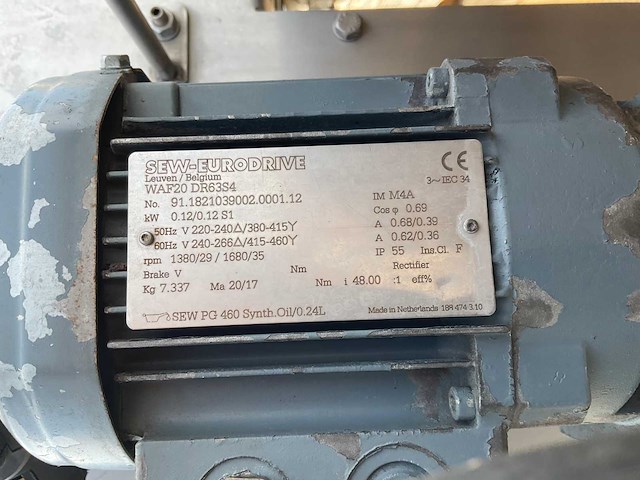 SEW-EURODRIVE
Leuven / Belgium
CE
WAF20 DR63S4
3~IEC 34
No. 91.1821039002.0001.12
IM M4A
kW 0.12/0.12 S1
Cos φ 0.69
50Hz V 220-240Δ/380-415Y
A 0.68/0.39
60Hz V 240-266Δ/415-460Y
A 0.62/0.36
rpm 1380/29 / 1680/35
IP 55 Ins.Cl. F
Brake V Nm Rectifier
Kg 7.337 Ma 20/17 Nm i 48.00 :1 eff%
SEW PG 460 Synth.Oil/0.24L
Made in Netherlands 188 474 3.10